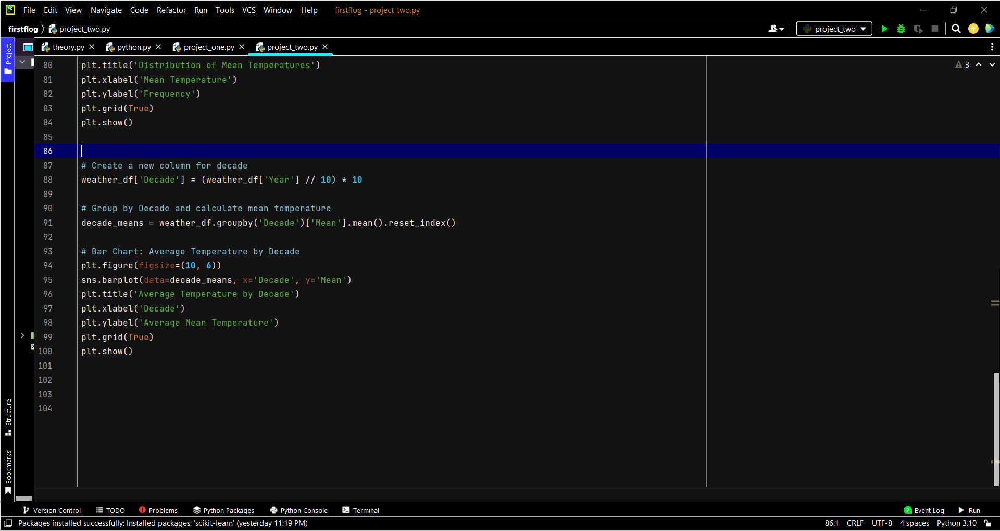 PC File Edit View Navigate Code Refactor Run Tools VCS Window Help firstflog - project_two.py
firstflog project_two.py project_two
Project theory.py python.py project_one.py project_two.py
80 plt.title('Distribution of Mean Temperatures') 3
81 plt.xlabel('Mean Temperature')
82 plt.ylabel('Frequency')
83 plt.grid(True)
84 plt.show()
85
86
87 # Create a new column for decade
88 weather_df['Decade'] = (weather_df['Year'] // 10) * 10
89
90 # Group by Decade and calculate mean temperature
91 decade_means = weather_df.groupby('Decade')['Mean'].mean().reset_index()
92
93 # Bar Chart: Average Temperature by Decade
94 plt.figure(figsize=(10, 6))
95 sns.barplot(data=decade_means, x='Decade', y='Mean')
96 plt.title('Average Temperature by Decade')
97 plt.xlabel('Decade')
98 plt.ylabel('Average Mean Temperature')
99 plt.grid(True)
100 plt.show()
101
102
103
104
Structure
Bookmarks
Version Control TODO Problems Python Packages Python Console Terminal 2 Event Log Run
Packages installed successfully: Installed packages: 'scikit-learn' (yesterday 11:19 PM) 86:1 CRLF UTF-8 4 spaces Python 3.10